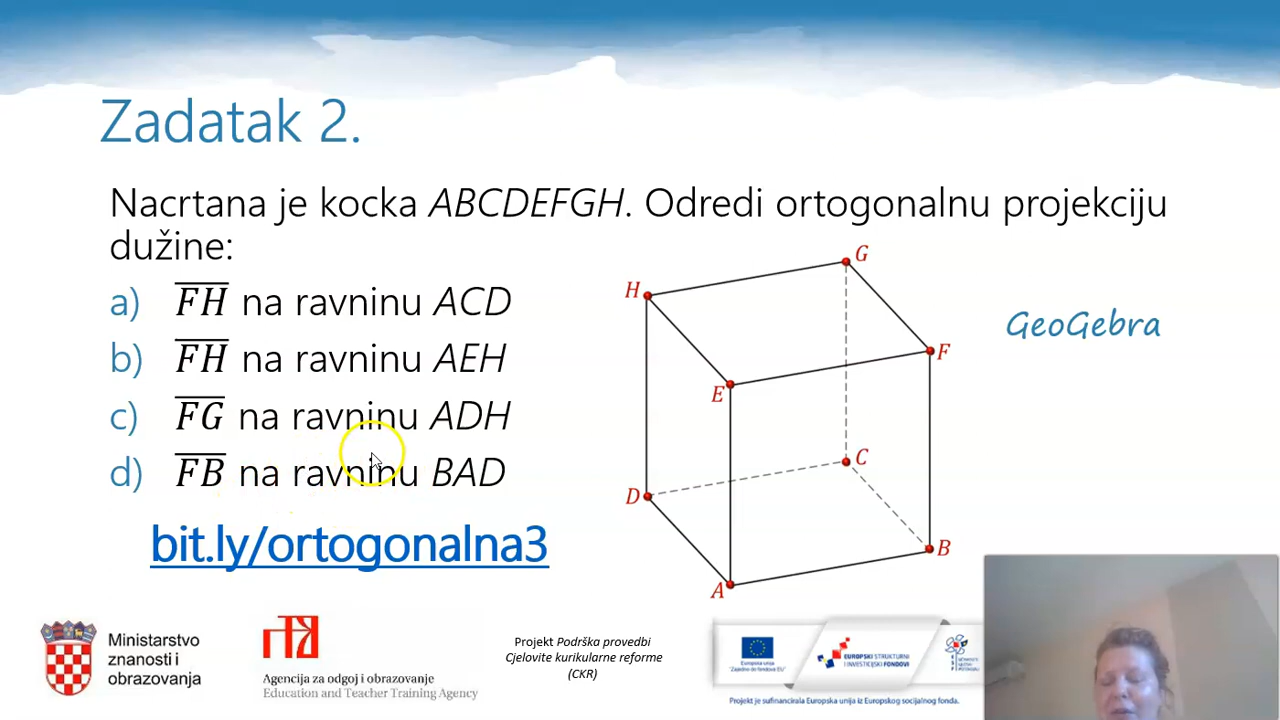 Zadatak 2.
Nacrtana je kocka ABCDEFGH. Odredi ortogonalnu projekciju
dužine:
a) FH na ravninu ACD
b) FH na ravninu AEH
c) FG na ravninu ADH
d) FB na ravninu BAD
bit.ly/ortogonalna3
GeoGebra
G
H
F
E
C
D
B
A
Ministarstvo
znanosti i
obrazovanja
Agencija za odgoj i obrazovanje
Education and Teacher Training Agency
Projekt Podrška provedbi
Cjelovite kurikularne reforme
(CKR)
Europska unija
EUROPSKI STRUKTURNI
I INVESTICIJSKI FONDOVI
Projekt je sufinancirala Europska unija iz Europskog socijalnog fonda.